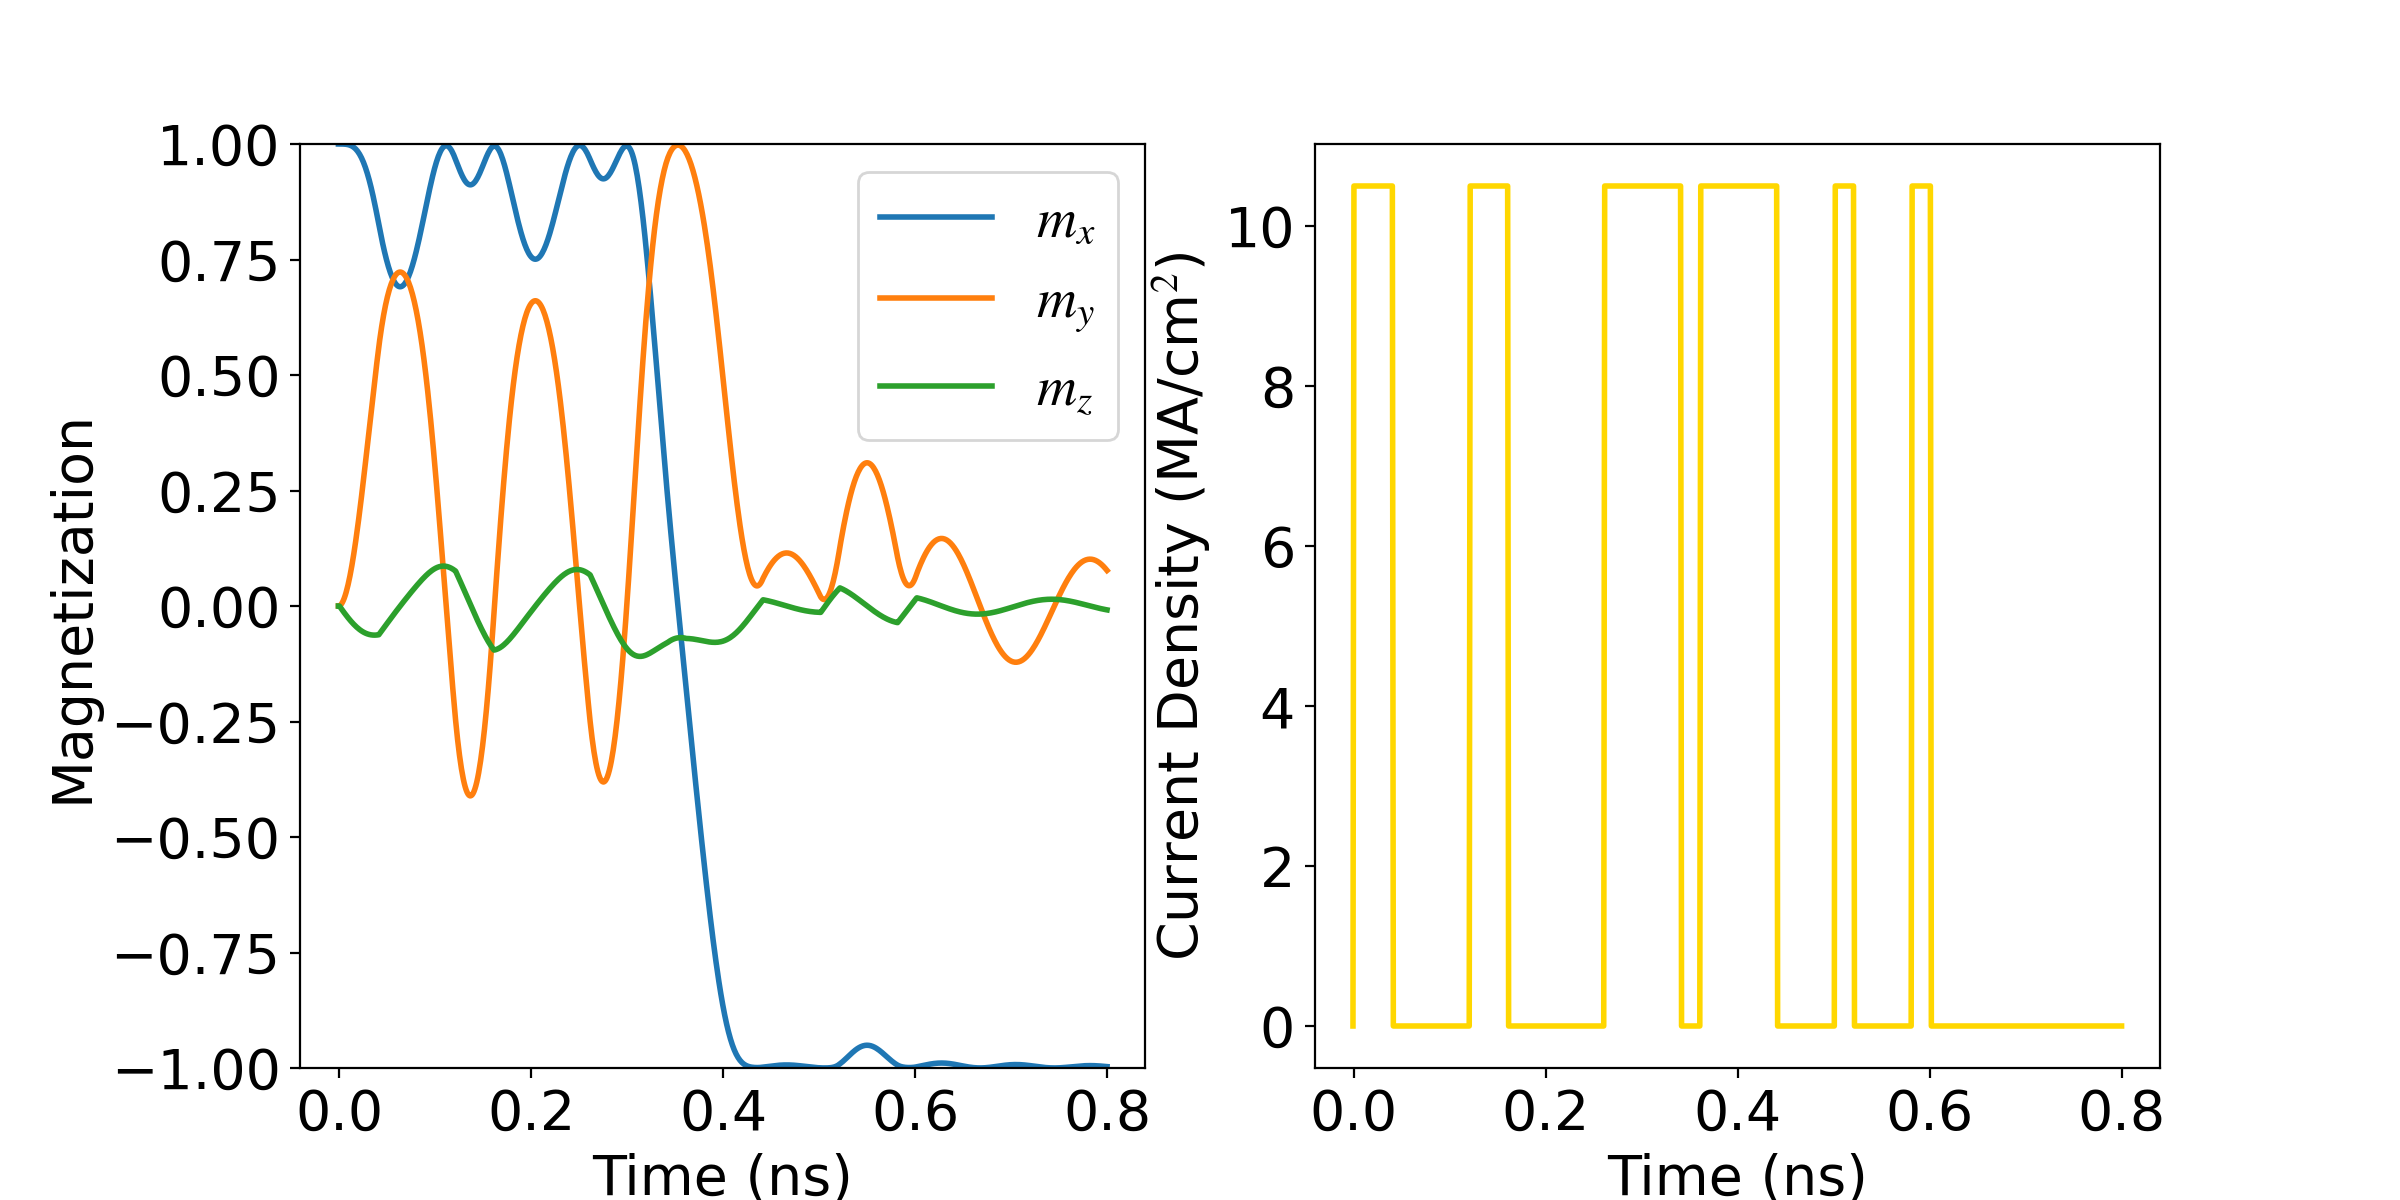 Magnetization
1.00
0.75
0.50
0.25
0.00
−0.25
−0.50
−0.75
−1.00
0.0 0.2 0.4 0.6 0.8
Time (ns)
m_x
m_y
m_z
Current Density (MA/cm²)
10
8
6
4
2
0
0.0 0.2 0.4 0.6 0.8
Time (ns)